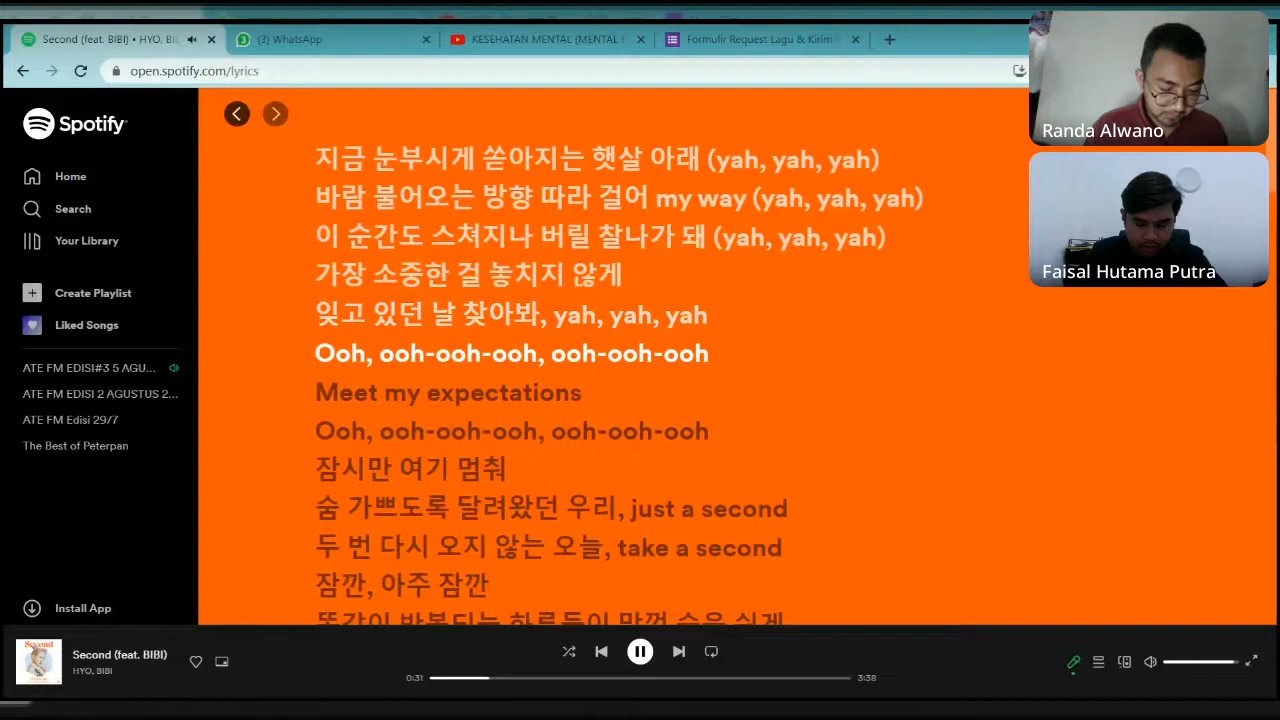 Second (feat. BIBI) • HYO, BI
(3) WhatsApp
KESEHATAN MENTAL (MENTAL
Formulir Request Lagu & Kirim
open.spotify.com/lyrics
Spotify
Home
Search
Your Library
Create Playlist
Liked Songs
ATE FM EDISI#3 5 AGU...
ATE FM EDISI 2 AGUSTUS 2...
ATE FM Edisi 29/7
The Best of Peterpan
Install App
지금 눈부시게 쏟아지는 햇살 아래 (yah, yah, yah)
바람 불어오는 방향 따라 걸어 my way (yah, yah, yah)
이 순간도 스쳐지나 버릴 찰나가 돼 (yah, yah, yah)
가장 소중한 걸 놓치지 않게
잊고 있던 날 찾아봐, yah, yah, yah
Ooh, ooh-ooh-ooh, ooh-ooh-ooh
Meet my expectations
Ooh, ooh-ooh-ooh, ooh-ooh-ooh
잠시만 여기 멈춰
숨 가쁘도록 달려왔던 우리, just a second
두 번 다시 오지 않는 오늘, take a second
잠깐, 아주 잠깐
Randa Alwano
Faisal Hutama Putra
Second
Second (feat. BIBI)
HYO, BIBI
0:31
3:38